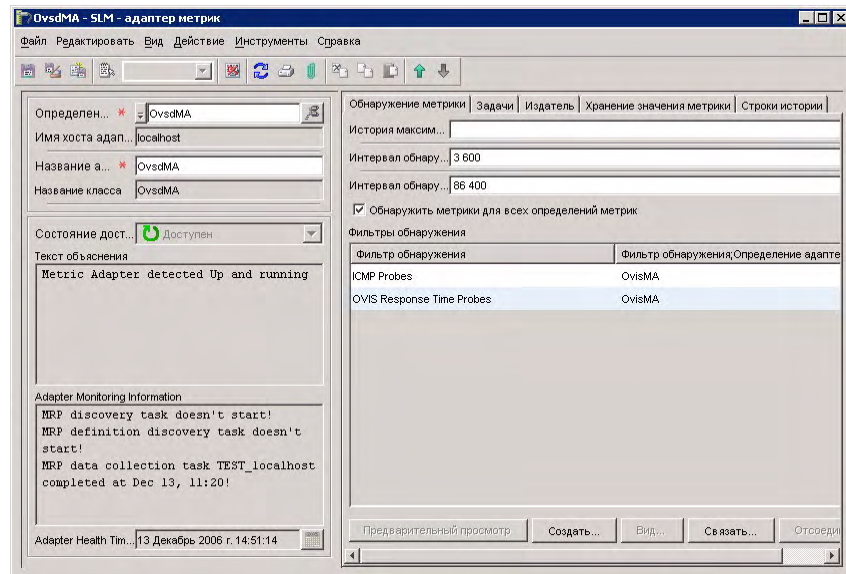 OvsdMA - SLM - адаптер метрик
Файл Редактировать Вид Действие Инструменты Справка
Определен... * OvsdMA
Имя хоста адап... localhost
Название а... * OvsdMA
Название класса OvsdMA
Состояние дост... Доступен
Текст объяснения
Metric Adapter detected Up and running
Adapter Monitoring Information
MRP discovery task doesn't start!
MRP definition discovery task doesn't
start!
MRP data collection task TEST_localhost
completed at Dec 13, 11:20!
Adapter Health Tim... 13 Декабрь 2006 г. 14:51:14
Обнаружение метрики Задачи Издатель Хранение значения метрики Строки истории
История максим...
Интервал обнару... 3 600
Интервал обнару... 86 400
Обнаружить метрики для всех определений метрик
Фильтры обнаружения
Фильтр обнаружения Фильтр обнаружения;Определение адапте
ICMP Probes OvisMA
OVIS Response Time Probes OvisMA
Предварительный просмотр Создать... Вид... Связать... Отсоеди